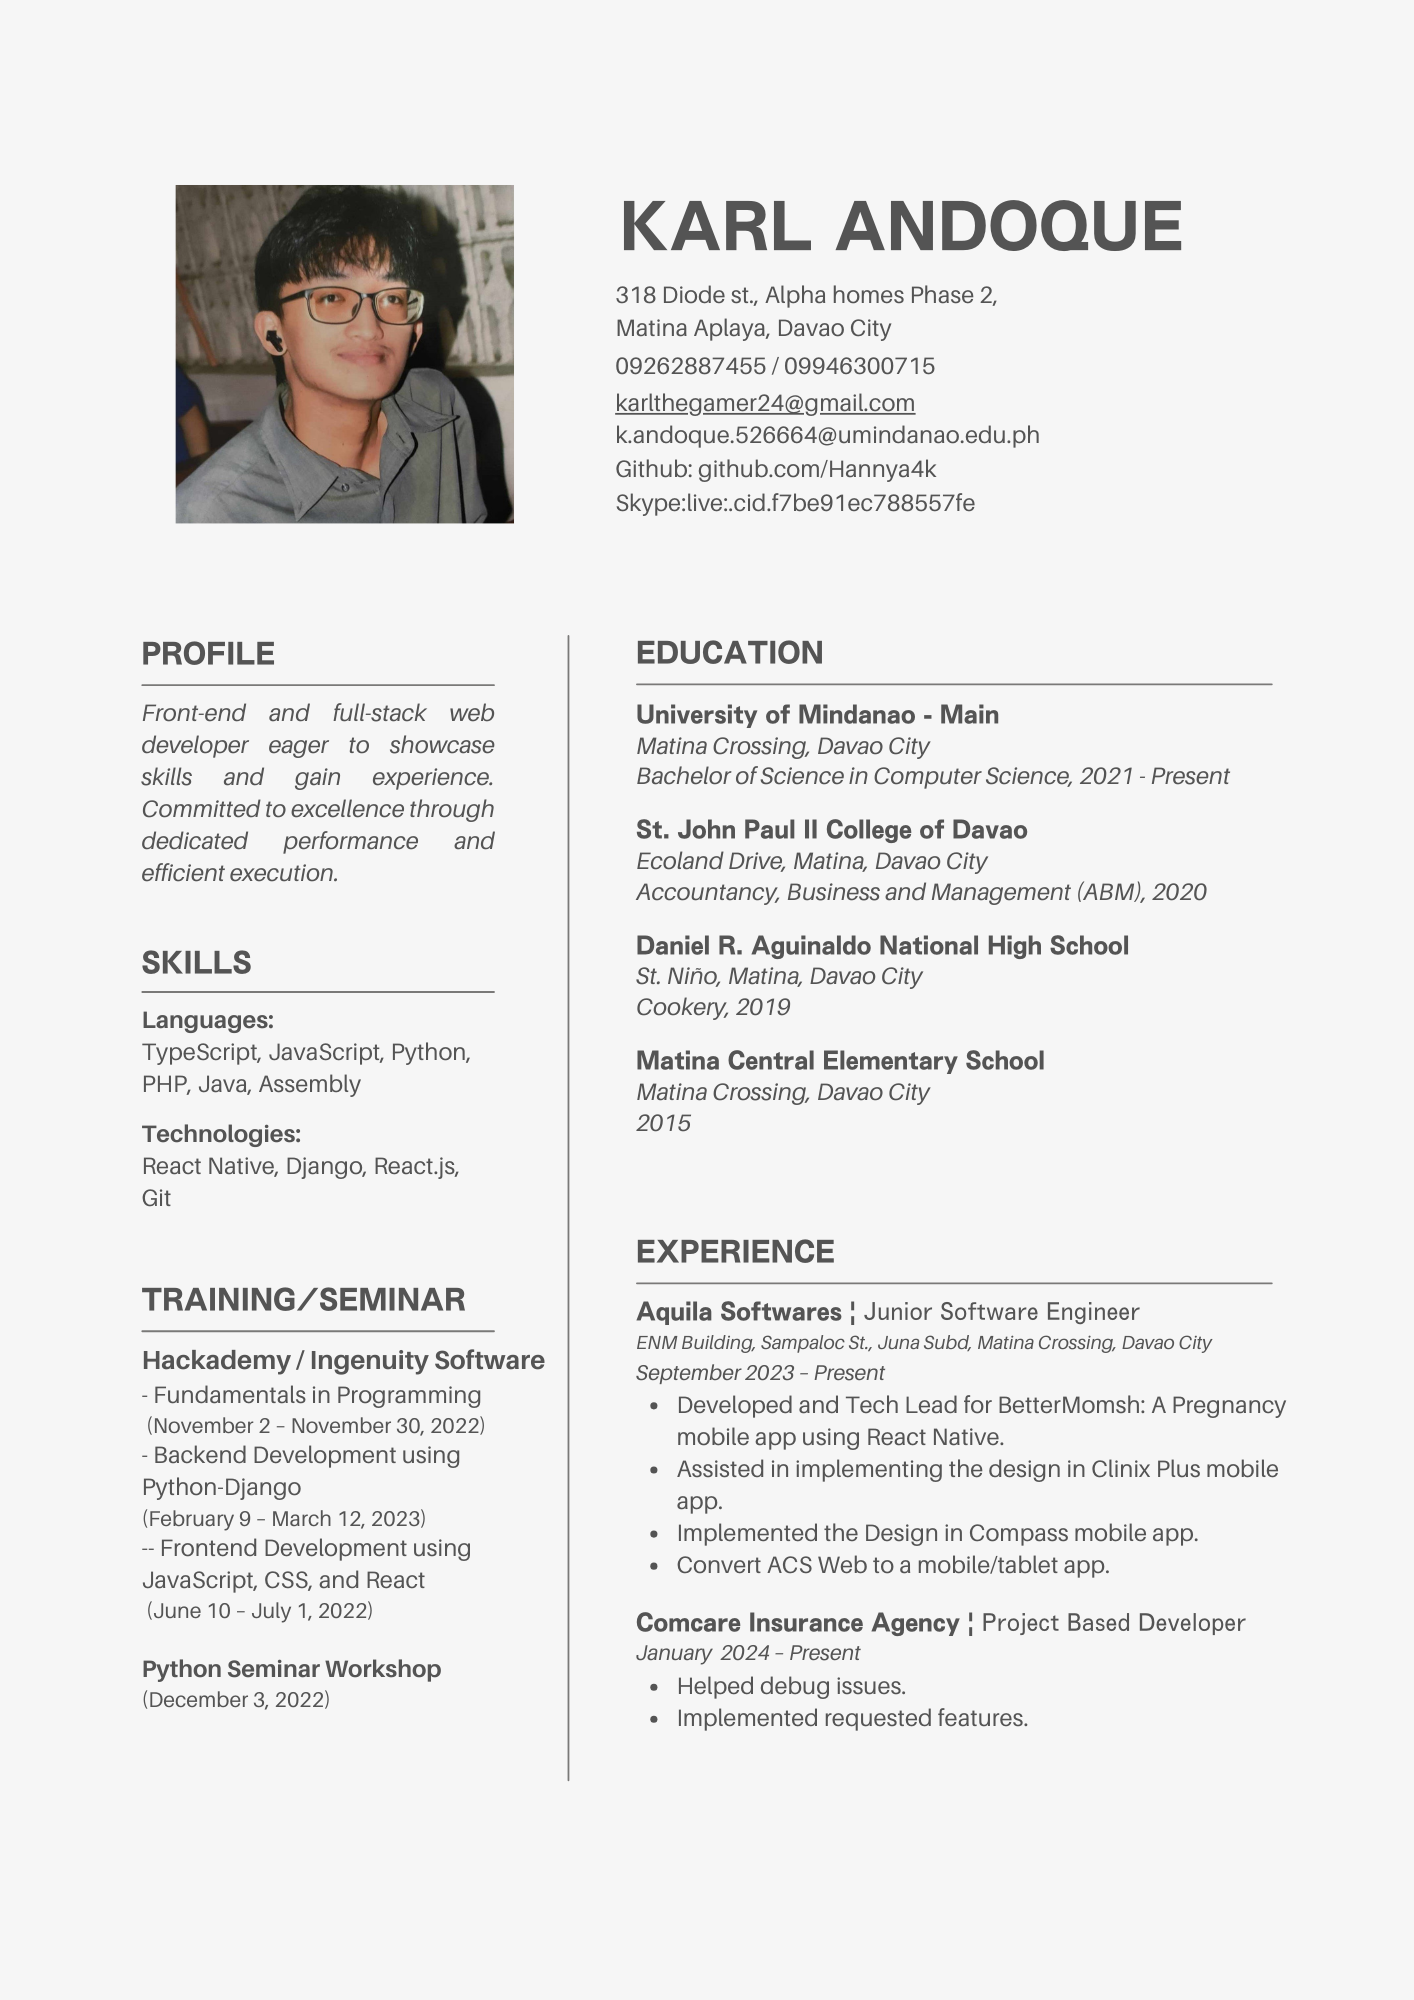 KARL ANDOQUE
318 Diode st., Alpha homes Phase 2,
Matina Aplaya, Davao City
09262887455 / 09946300715
karlthegamer24@gmail.com
k.andoque.526664@umindanao.edu.ph
Github: github.com/Hannya4k
Skype:live:.cid.f7be91ec788557fe
PROFILE
Front-end and full-stack web
developer eager to showcase
skills and gain experience.
Committed to excellence through
dedicated performance and
efficient execution.
SKILLS
Languages:
TypeScript, JavaScript, Python,
PHP, Java, Assembly
Technologies:
React Native, Django, React.js,
Git
TRAINING/SEMINAR
Hackademy / Ingenuity Software
- Fundamentals in Programming
(November 2 – November 30, 2022)
- Backend Development using
Python-Django
(February 9 – March 12, 2023)
-- Frontend Development using
JavaScript, CSS, and React
(June 10 – July 1, 2022)
Python Seminar Workshop
(December 3, 2022)
EDUCATION
University of Mindanao - Main
Matina Crossing, Davao City
Bachelor of Science in Computer Science, 2021 - Present
St. John Paul II College of Davao
Ecoland Drive, Matina, Davao City
Accountancy, Business and Management (ABM), 2020
Daniel R. Aguinaldo National High School
St. Niño, Matina, Davao City
Cookery, 2019
Matina Central Elementary School
Matina Crossing, Davao City
2015
EXPERIENCE
Aquila Softwares ¦ Junior Software Engineer
ENM Building, Sampaloc St., Juna Subd, Matina Crossing, Davao City
September 2023 – Present
• Developed and Tech Lead for BetterMomsh: A Pregnancy
mobile app using React Native.
• Assisted in implementing the design in Clinix Plus mobile
app.
• Implemented the Design in Compass mobile app.
• Convert ACS Web to a mobile/tablet app.
Comcare Insurance Agency ¦ Project Based Developer
January 2024 – Present
• Helped debug issues.
• Implemented requested features.